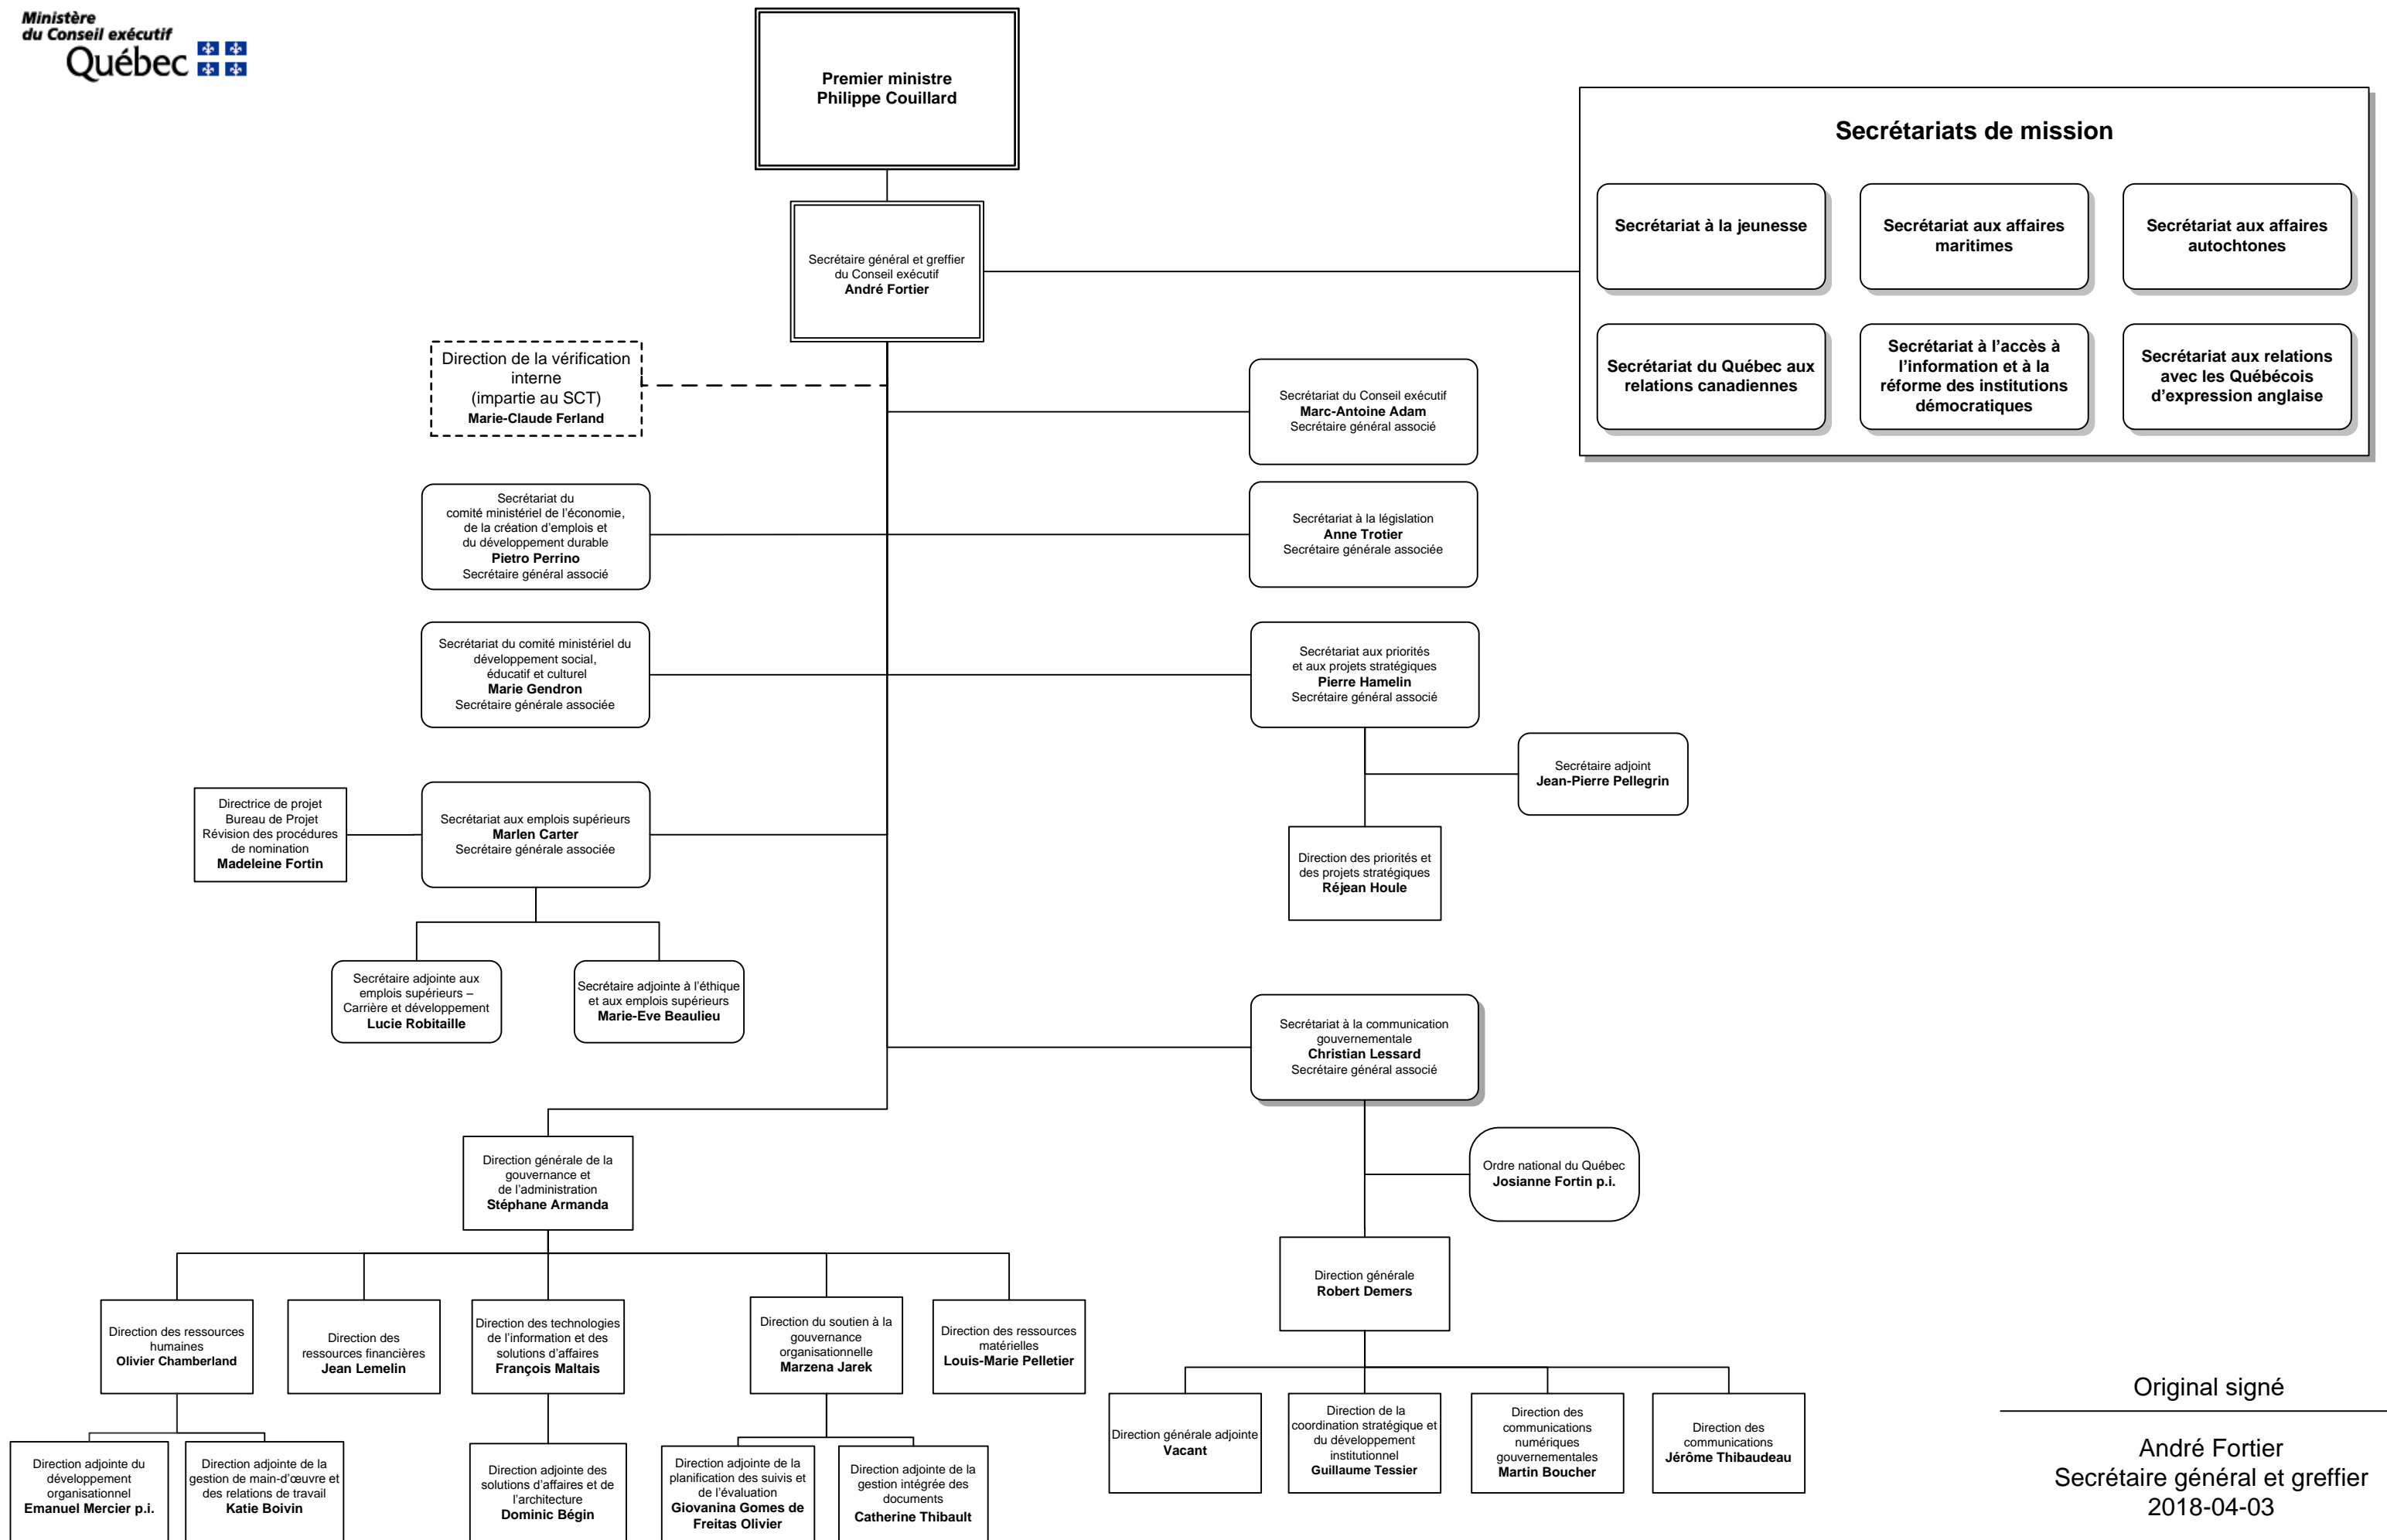 Ministère
du Conseil exécutif
Québec
Premier ministre
Philippe Couillard
Secrétaire général et greffier
du Conseil exécutif
André Fortier
Secrétariats de mission
Secrétariat à la jeunesse
Secrétariat aux affaires
maritimes
Secrétariat aux affaires
autochtones
Secrétariat du Québec aux
relations canadiennes
Secrétariat à l’accès à
l’information et à la
réforme des institutions
démocratiques
Secrétariat aux relations
avec les Québécois
d’expression anglaise
Direction de la vérification
interne
(impartie au SCT)
Marie-Claude Ferland
Secrétariat du Conseil exécutif
Marc-Antoine Adam
Secrétaire général associé
Secrétariat du
comité ministériel de l’économie,
de la création d’emplois et
du développement durable
Pietro Perrino
Secrétaire général associé
Secrétariat à la législation
Anne Trotier
Secrétaire générale associée
Secrétariat du comité ministériel du
développement social,
éducatif et culturel
Marie Gendron
Secrétaire générale associée
Secrétariat aux priorités
et aux projets stratégiques
Pierre Hamelin
Secrétaire général associé
Secrétaire adjoint
Jean-Pierre Pellegrin
Directrice de projet
Bureau de Projet
Révision des procédures
de nomination
Madeleine Fortin
Secrétariat aux emplois supérieurs
Marlen Carter
Secrétaire générale associée
Direction des priorités et
des projets stratégiques
Réjean Houle
Secrétaire adjointe aux
emplois supérieurs –
Carrière et développement
Lucie Robitaille
Secrétaire adjointe à l’éthique
et aux emplois supérieurs
Marie-Eve Beaulieu
Secrétariat à la communication
gouvernementale
Christian Lessard
Secrétaire général associé
Direction générale de la
gouvernance et
de l’administration
Stéphane Armanda
Ordre national du Québec
Josianne Fortin p.i.
Direction générale
Robert Demers
Direction des ressources
humaines
Olivier Chamberland
Direction des
ressources financières
Jean Lemelin
Direction des technologies
de l’information et des
solutions d’affaires
François Maltais
Direction du soutien à la
gouvernance
organisationnelle
Marzena Jarek
Direction des ressources
matérielles
Louis-Marie Pelletier
Direction générale adjointe
Vacant
Direction de la
coordination stratégique et
du développement
institutionnel
Guillaume Tessier
Direction des
communications
numériques
gouvernementales
Martin Boucher
Direction des
communications
Jérôme Thibaudeau
Direction adjointe du
développement
organisationnel
Emanuel Mercier p.i.
Direction adjointe de la
gestion de main-d’œuvre et
des relations de travail
Katie Boivin
Direction adjointe des
solutions d’affaires et de
l’architecture
Dominic Bégin
Direction adjointe de la
planification des suivis et
de l’évaluation
Giovanina Gomes de
Freitas Olivier
Direction adjointe de la
gestion intégrée des
documents
Catherine Thibault
Original signé
André Fortier
Secrétaire général et greffier
2018-04-03